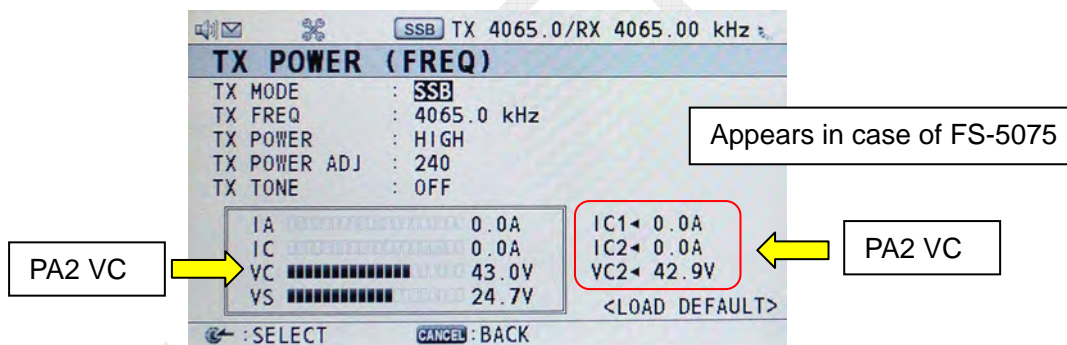 SSB TX 4065.0/RX 4065.00 kHz
TX POWER (FREQ)
TX MODE : SSB
TX FREQ : 4065.0 kHz
TX POWER : HIGH
TX POWER ADJ : 240
TX TONE : OFF
Appears in case of FS-5075
IA 0.0A
IC 0.0A
VC 43.0V
VS 24.7V
IC1◄ 0.0A
IC2◄ 0.0A
VC2◄ 42.9V
<LOAD DEFAULT>
PA2 VC
PA2 VC
:SELECT CANCEL:BACK